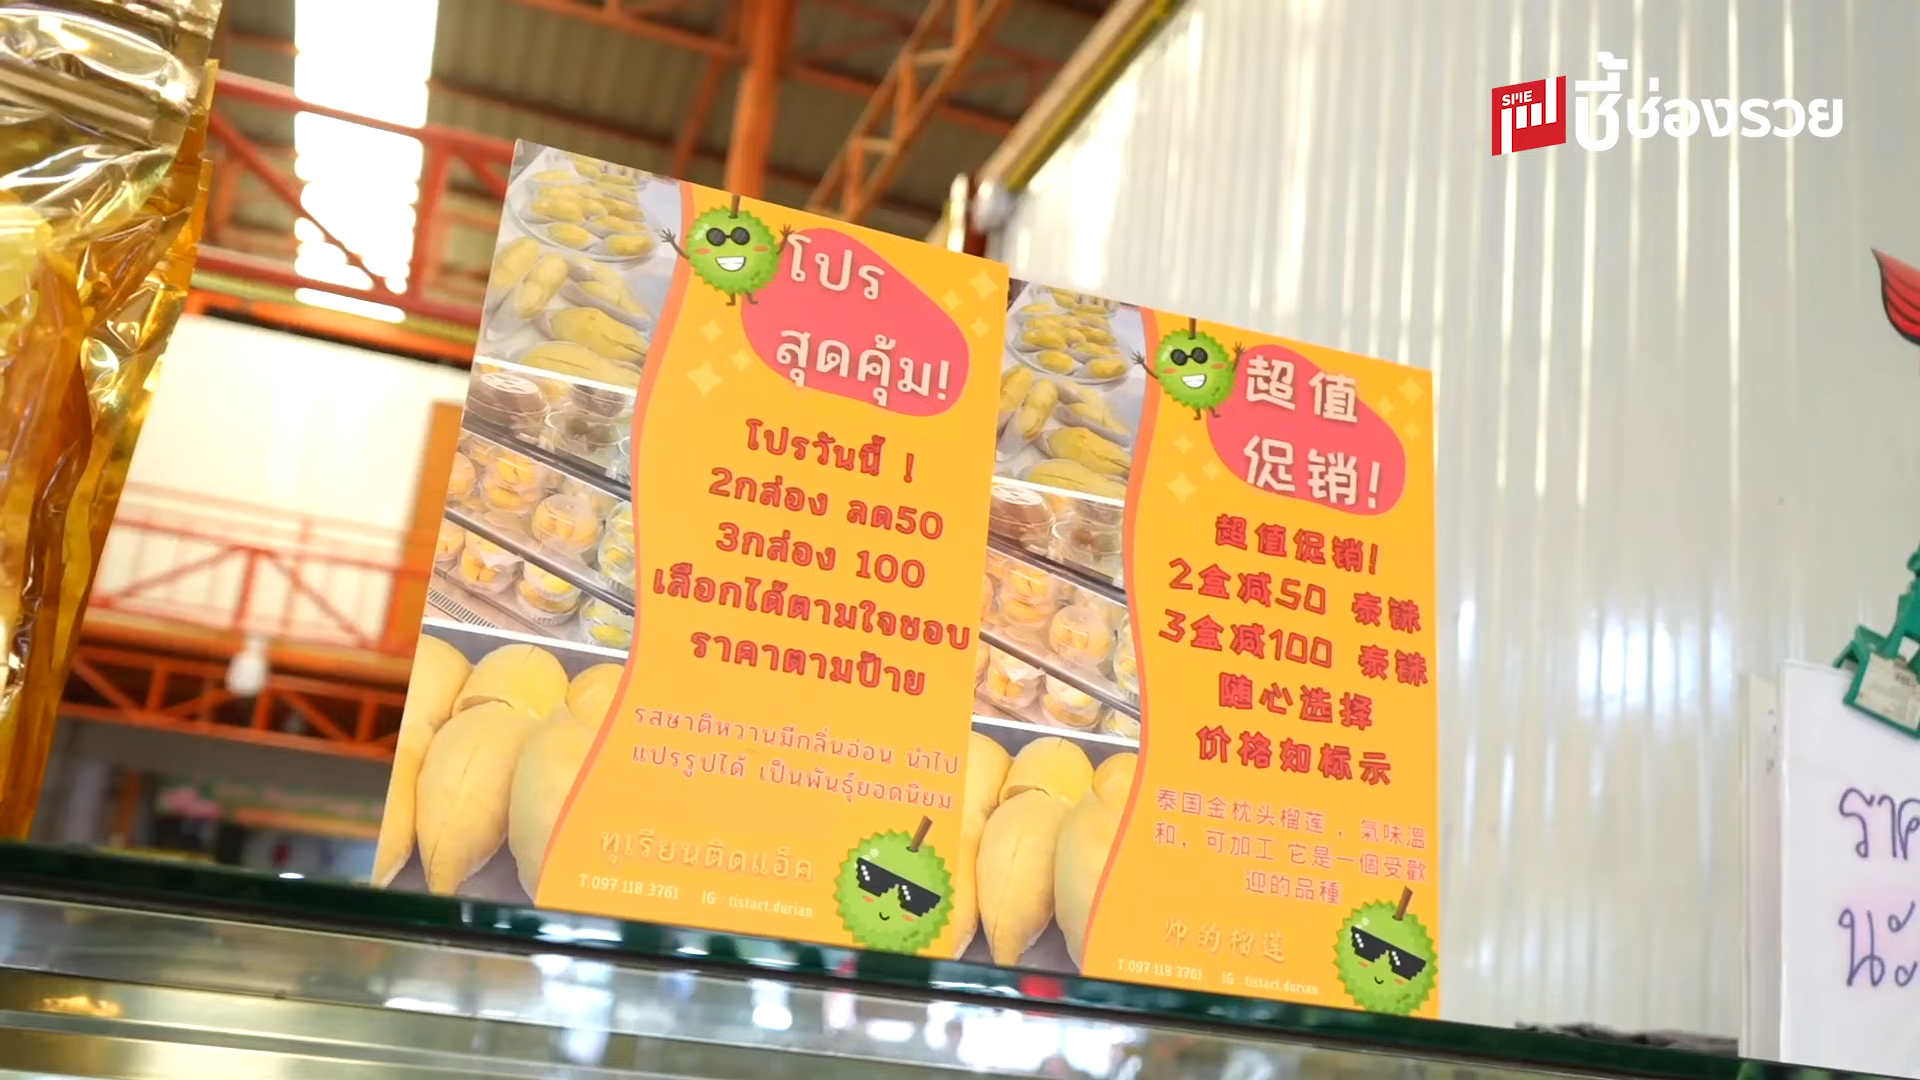 SME
ชี้ช่องรวย
โปร
สุดคุ้ม!
โปรวันนี้ !
2กล่อง ลด50
3กล่อง 100
เลือกได้ตามใจชอบ
ราคาตามป้าย
รสชาติหวานมีกลิ่นอ่อน นำไป
แปรรูปได้ เป็นพันธุ์ยอดนิยม
ทุเรียนติดแอ็ค
T 097 118 3761 IG : tistact.durian
超值
促销!
超值促销!
2盒减50 泰铢
3盒减100 泰铢
随心选择
价格如标示
泰国金枕头榴莲 , 氣味溫
和, 可加工 它是一個受歡
迎的品種
帅的榴莲
T 097 118 3761 IG : tistact.durian
นะ